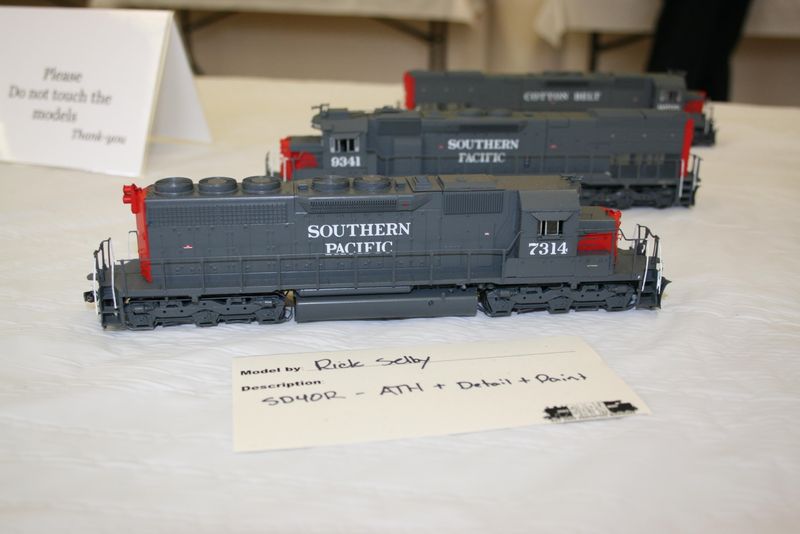 Please
Do not touch the
models
Thank-you
COTTON BELT
SOUTHERN
PACIFIC
9341
SOUTHERN
PACIFIC
7314
Model by: Rick Selby
Description:
SD40R - ATH + Detail + Paint